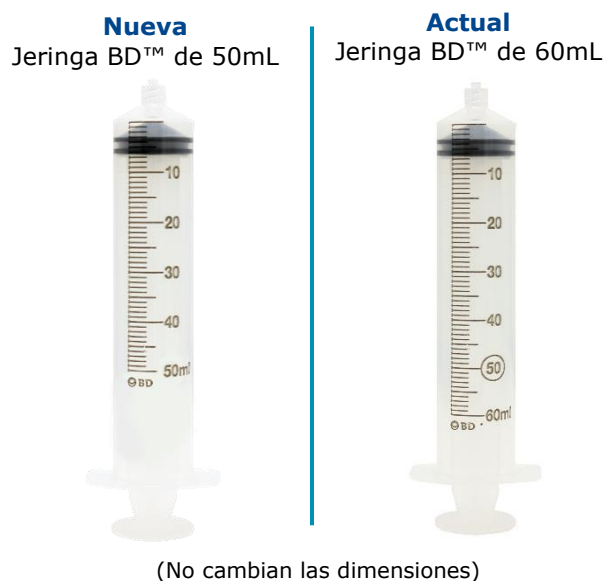 Nueva
Jeringa BD™ de 50mL
10
20
30
40
50ml
BD
Actual
Jeringa BD™ de 60mL
10
20
30
40
50
60ml
BD
(No cambian las dimensiones)